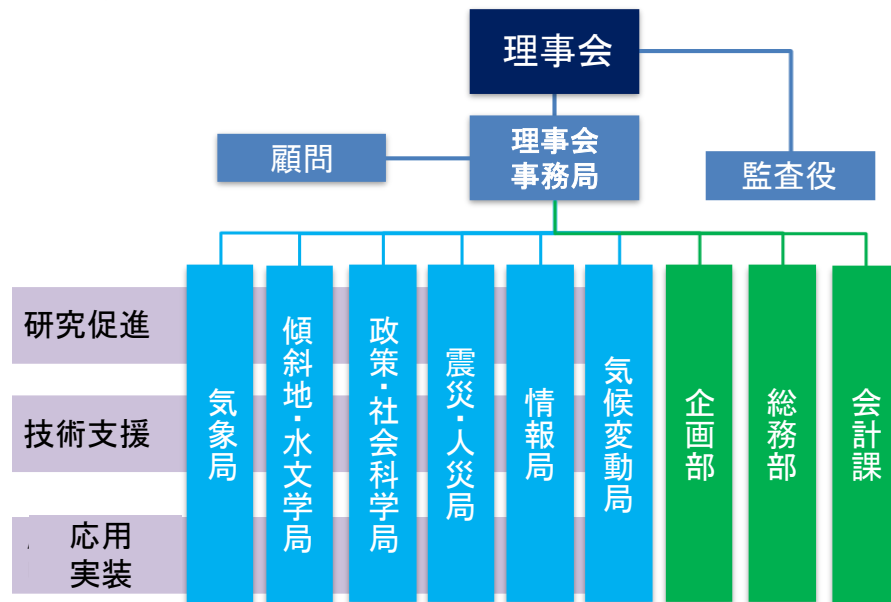 理事会
理事会
事務局
顧問
監査役
研究促進
技術支援
応用
実装
気象局
傾斜地・水文学局
政策・社会科学局
震災・人災局
情報局
気候変動局
企画部
総務部
会計課